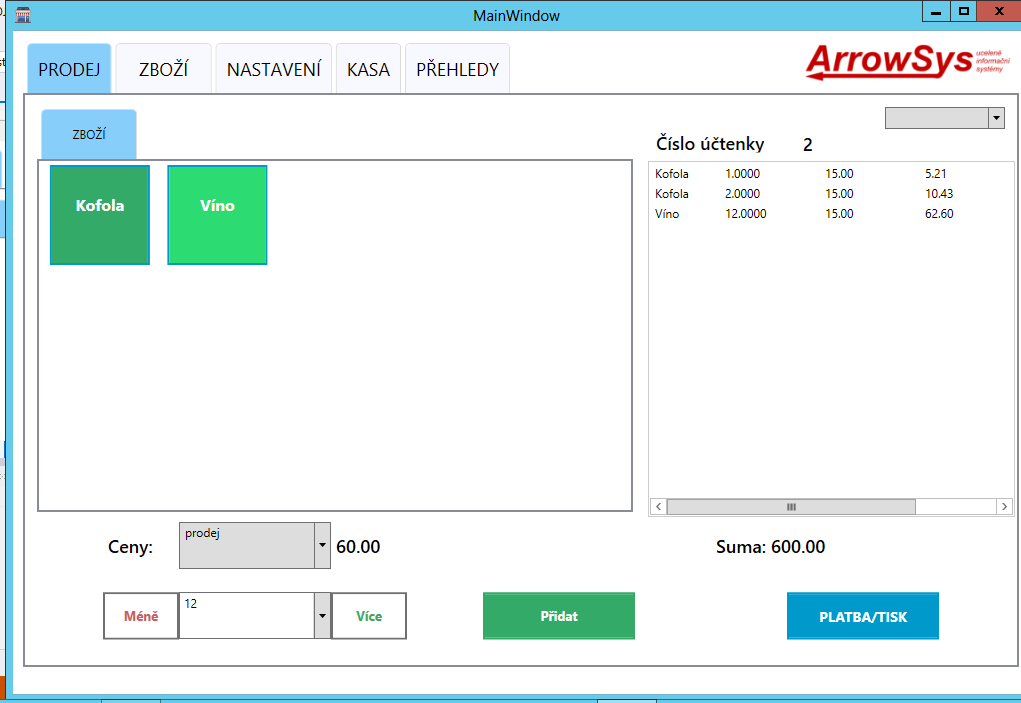 MainWindow
PRODEJ
ZBOŽÍ
NASTAVENÍ
KASA
PŘEHLEDY
ArrowSys
ucelené
informační
systémy
ZBOŽÍ
Číslo účtenky 2
Kofola
Víno
Kofola 1.0000 15.00 5.21
Kofola 2.0000 15.00 10.43
Víno 12.0000 15.00 62.60
Ceny: prodej 60.00
Suma: 600.00
Méně 12 Více
Přidat
PLATBA/TISK